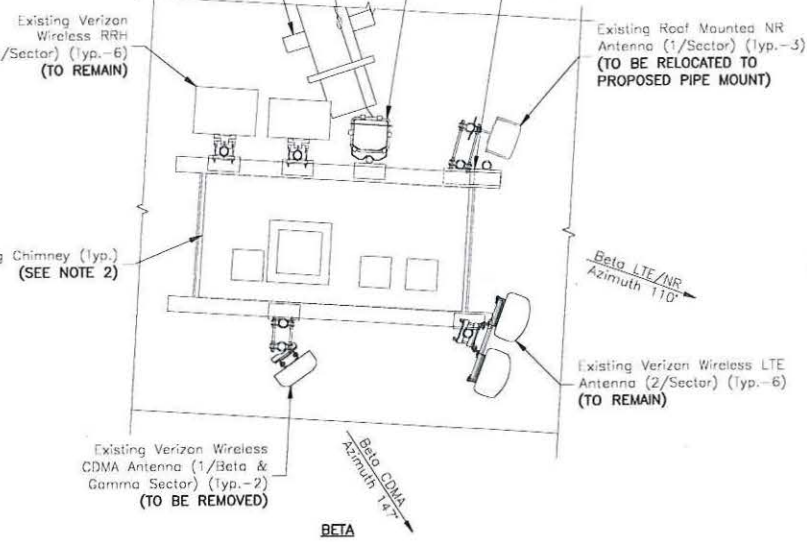 Existing Verizon
Wireless RRH
/Sector) (Typ.-6)
(TO REMAIN)
Existing Roof Mounted NR
Antenna (1/Sector) (Typ.-3)
(TO BE RELOCATED TO
PROPOSED PIPE MOUNT)
g Chimney (Typ.)
(SEE NOTE 2)
Beta LTE/NR
Azimuth 110°
Existing Verizon Wireless LTE
Antenna (2/Sector) (Typ.-6)
(TO REMAIN)
Existing Verizon Wireless
CDMA Antenna (1/Beta &
Gamma Sector) (Typ.-2)
(TO BE REMOVED)
Beta CDMA
Azimuth 147°
BETA